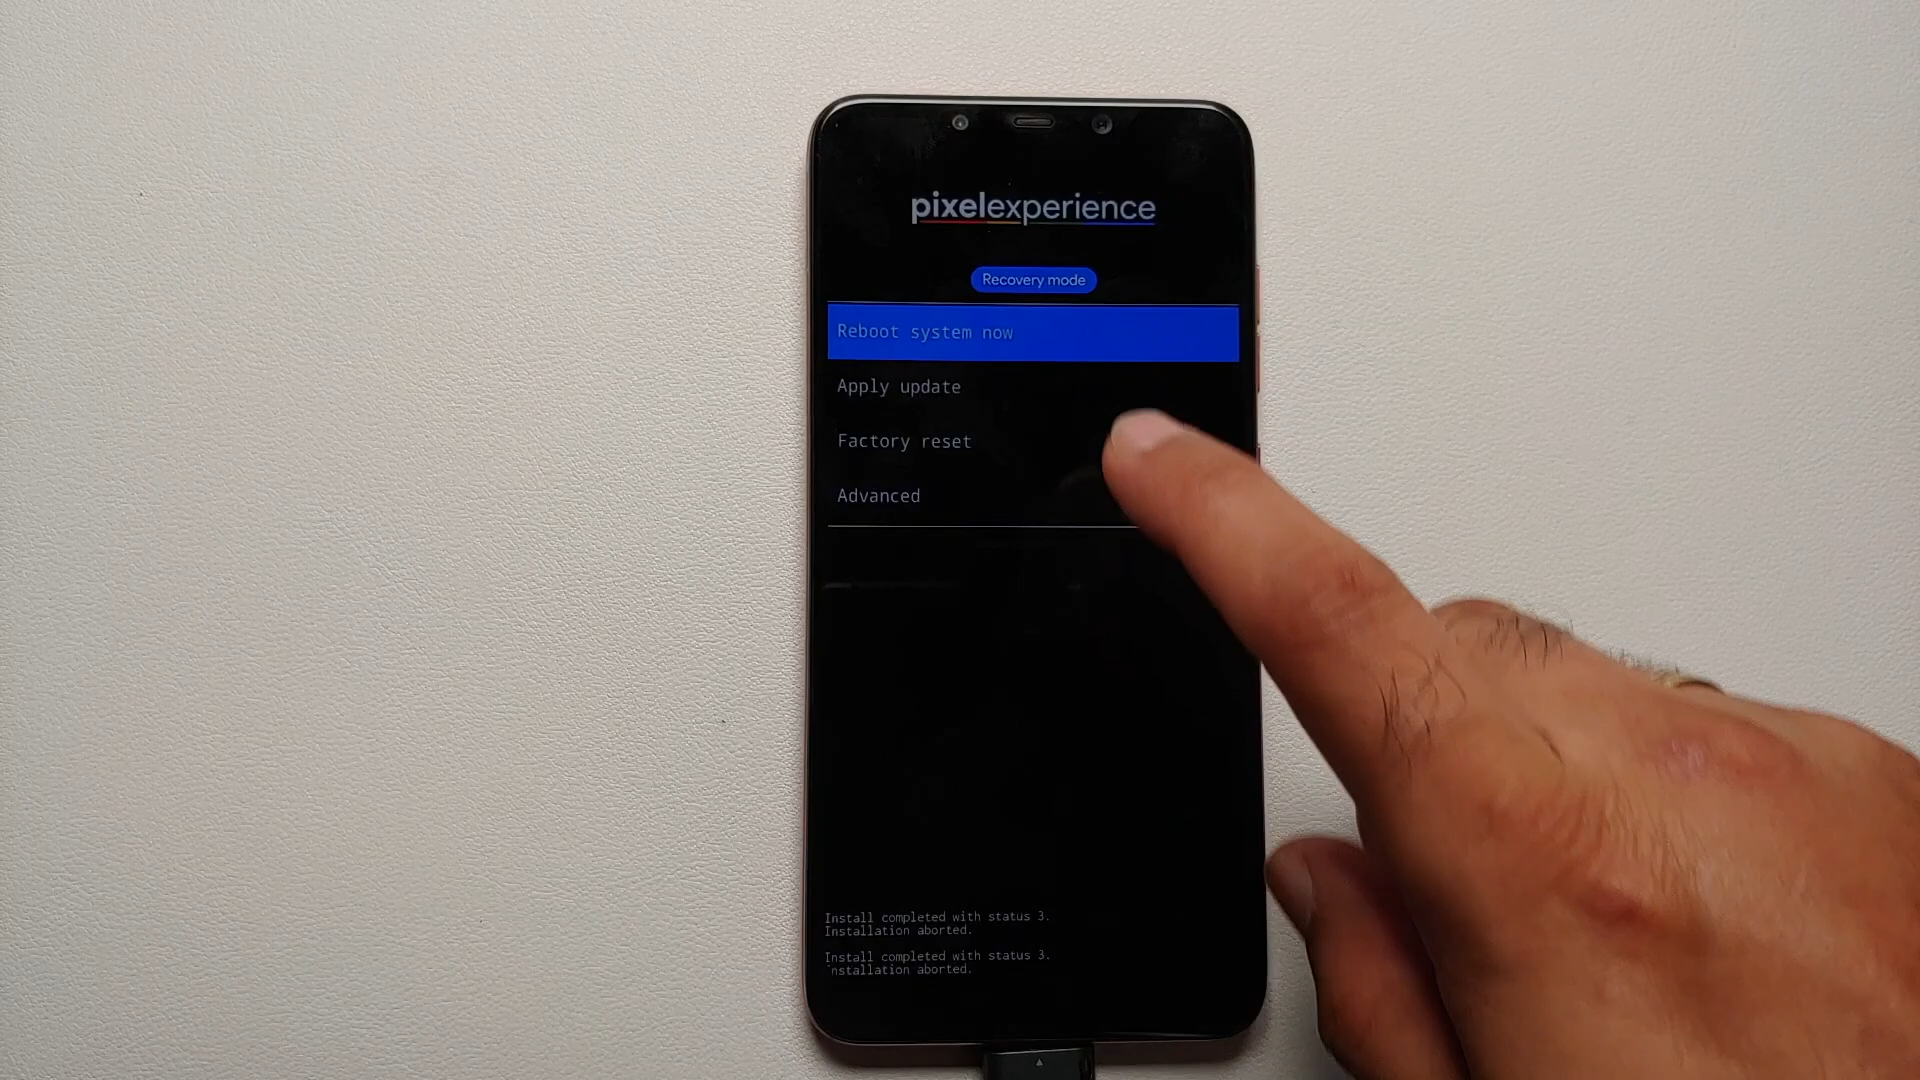 pixelexperience
Recovery mode
Reboot system now
Apply update
Factory reset
Advanced
Install completed with status 3.
Installation aborted.
Install completed with status 3.
Installation aborted.